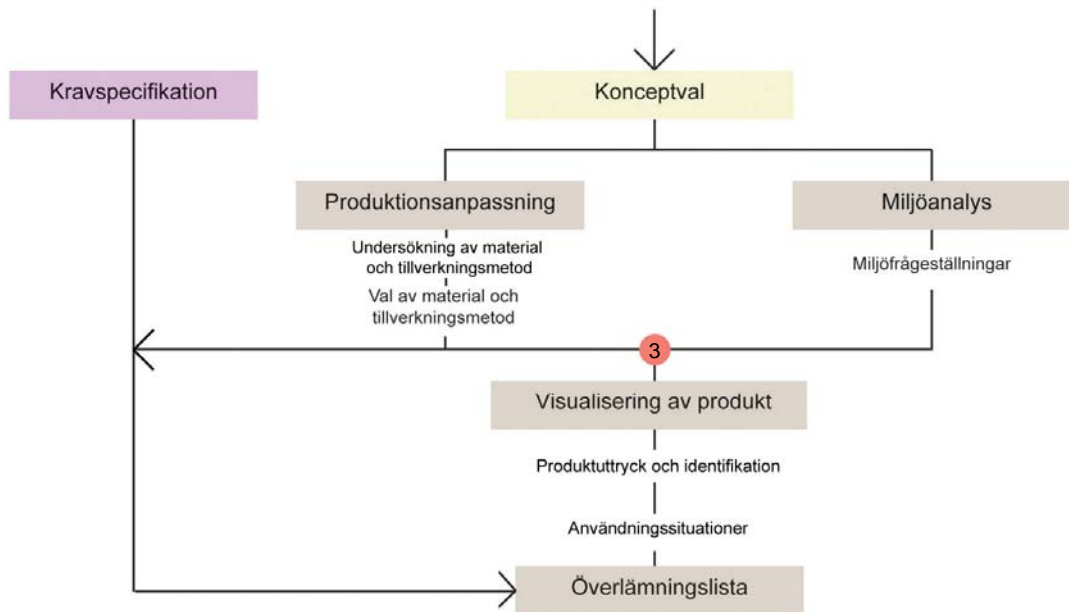 Kravspecifikation
Konceptval
Produktionsanpassning
Miljöanalys
Undersökning av material
och tillverkningsmetod
Miljöfrågeställningar
Val av material och
tillverkningsmetod
3
Visualisering av produkt
Produktuttryck och identifikation
Användningssituationer
Överlämningslista